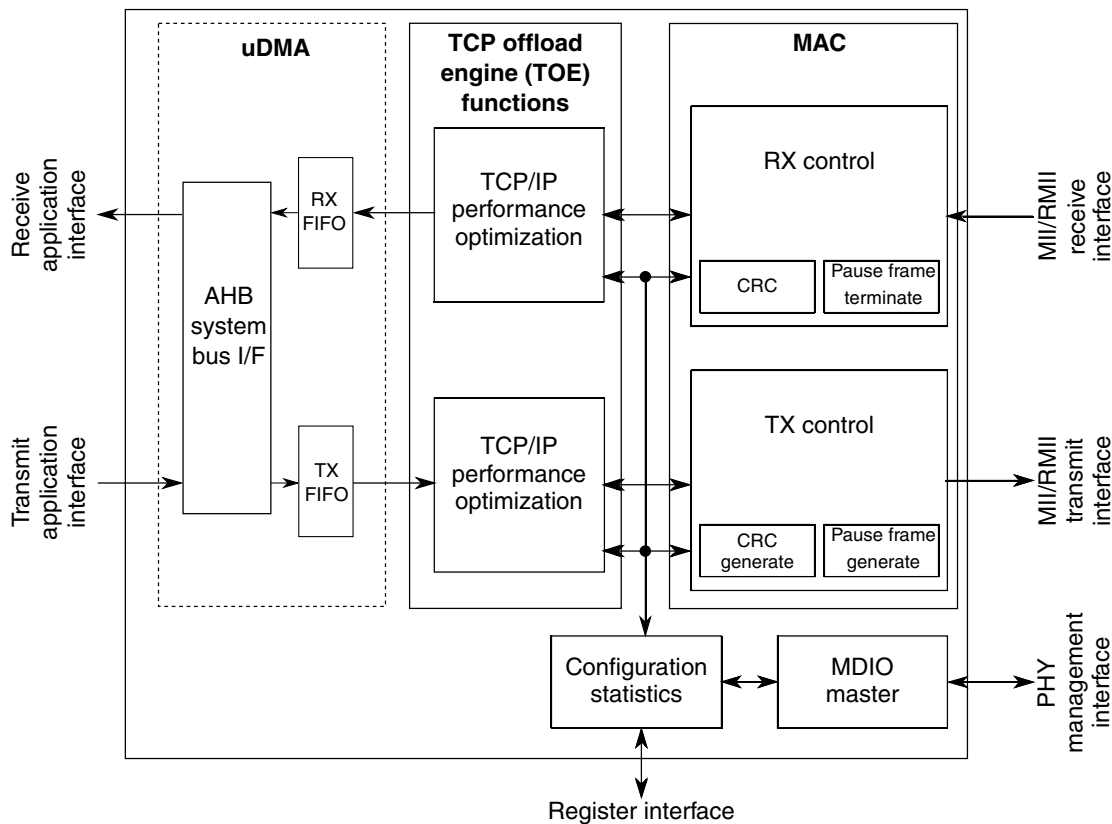 uDMA
TCP offload
engine (TOE)
functions
MAC
Receive
application
interface
AHB
system
bus I/F
RX
FIFO
TCP/IP
performance
optimization
RX control
CRC
Pause frame
terminate
MII/RMII
receive
interface
Transmit
application
interface
TX
FIFO
TCP/IP
performance
optimization
TX control
CRC
generate
Pause frame
generate
MII/RMII
transmit
interface
Configuration
statistics
MDIO
master
PHY
management
interface
Register interface